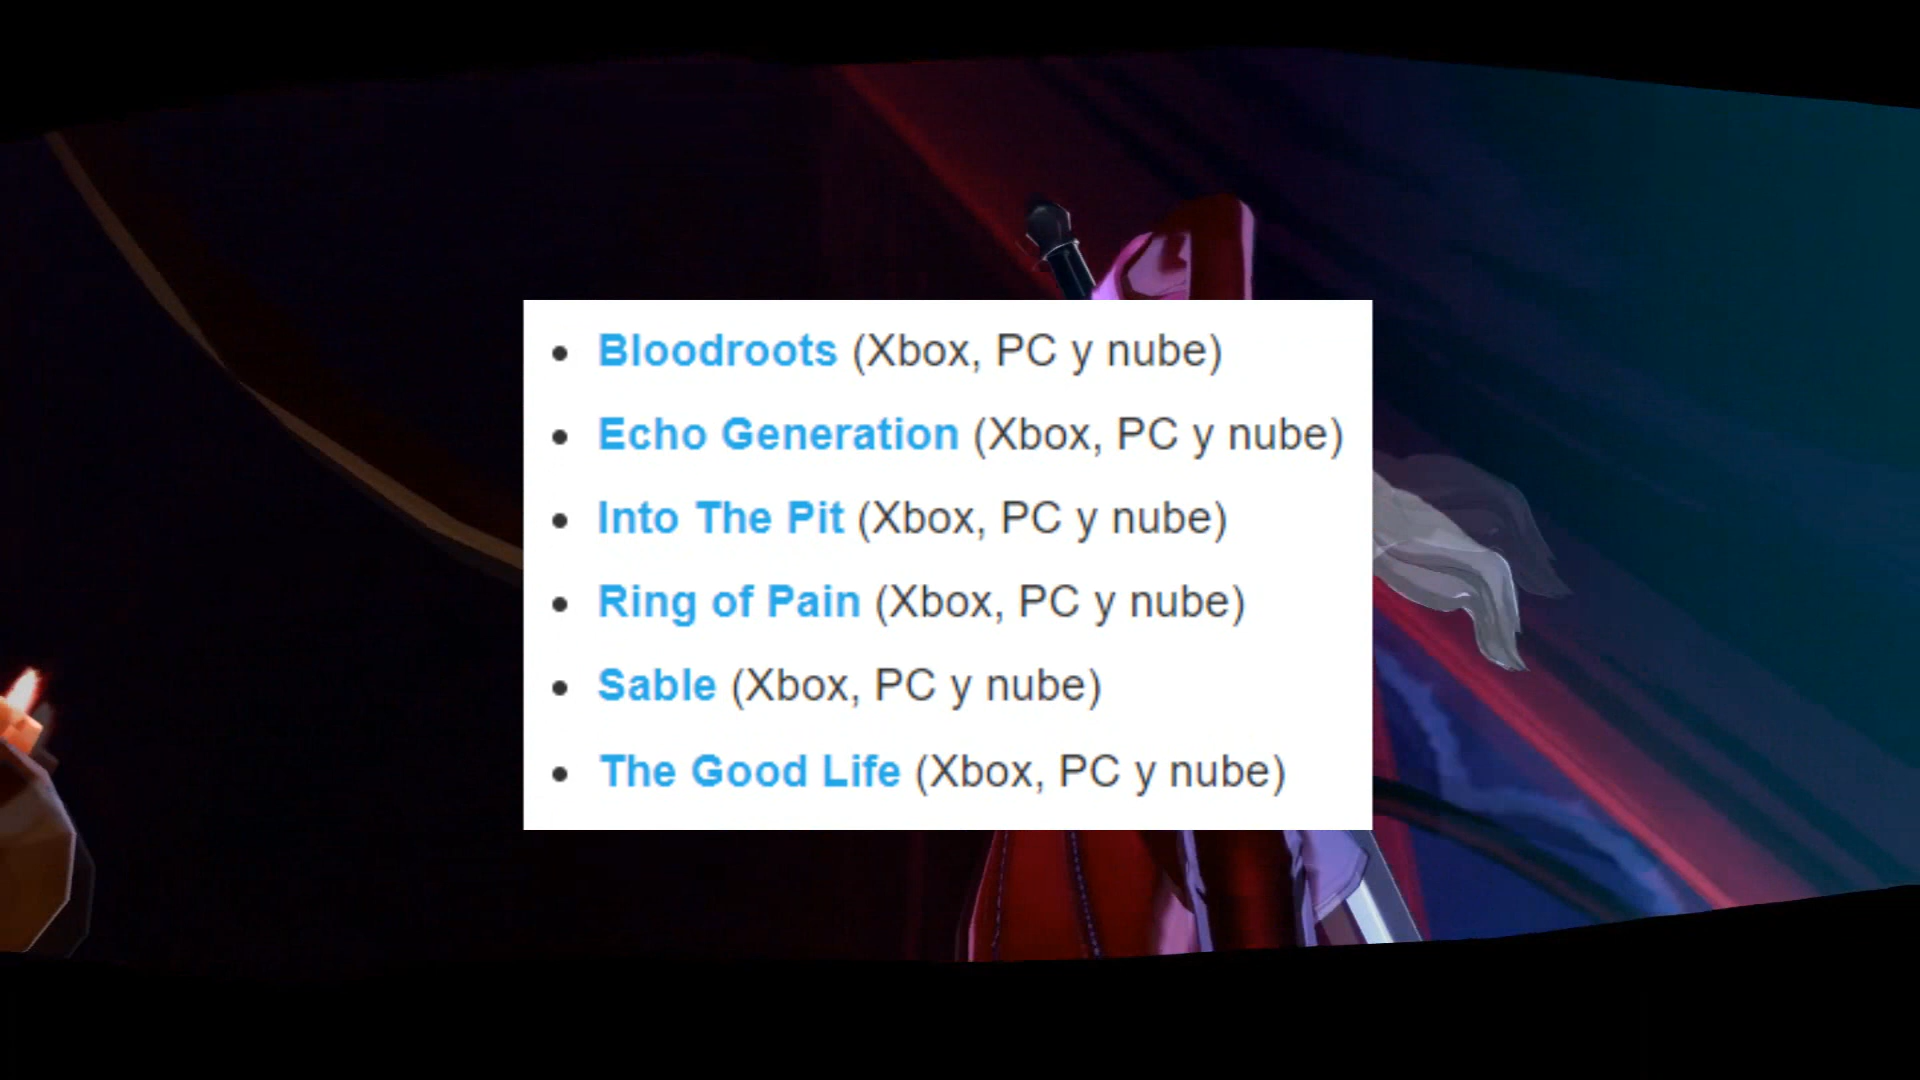 • Bloodroots (Xbox, PC y nube)
• Echo Generation (Xbox, PC y nube)
• Into The Pit (Xbox, PC y nube)
• Ring of Pain (Xbox, PC y nube)
• Sable (Xbox, PC y nube)
• The Good Life (Xbox, PC y nube)